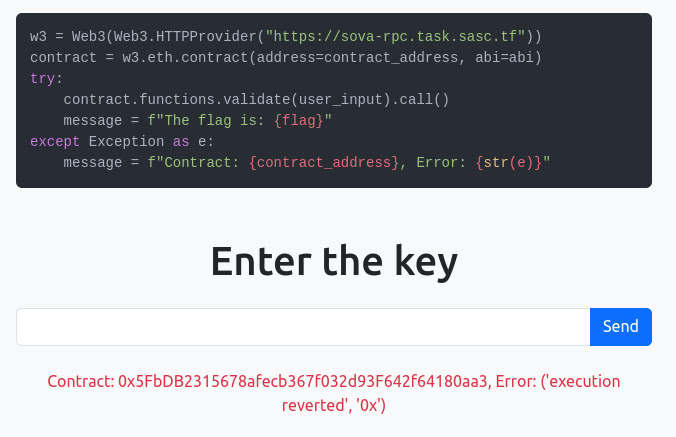 w3 = Web3(Web3.HTTPProvider("https://sova-rpc.task.sasc.tf"))
contract = w3.eth.contract(address=contract_address, abi=abi)
try:
    contract.functions.validate(user_input).call()
    message = f"The flag is: {flag}"
except Exception as e:
    message = f"Contract: {contract_address}, Error: {str(e)}"
Enter the key
Send
Contract: 0x5FbDB2315678afecb367f032d93F642f64180aa3, Error: ('execution
reverted', '0x')